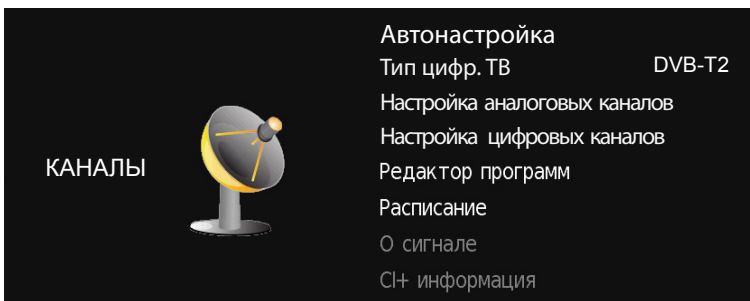 Автонастройка
Тип цифр. ТВ DVB-T2
Настройка аналоговых каналов
Настройка цифровых каналов
КАНАЛЫ
Редактор программ
Расписание
О сигнале
CI+ информация